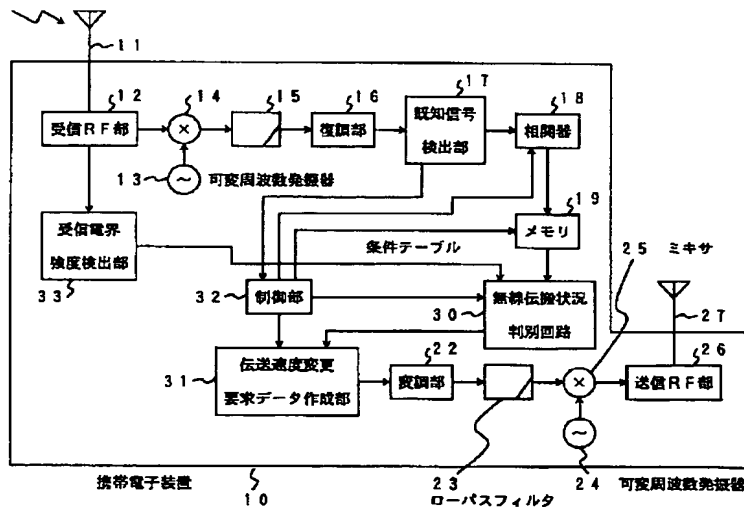 11
17
12
14
15
16
18
受信RF部
復調部
既知信号
検出部
相関器
13
可変周波数発振器
19
メモリ
受信電界
強度検出部
条件テーブル
25
ミキサ
33
32
制御部
30
無線伝搬状況
判別回路
27
22
26
31
伝送速度変更
要求データ作成部
変調部
送信RF部
携帯電子装置
10
23
ローパスフィルタ
24
可変周波数発振器